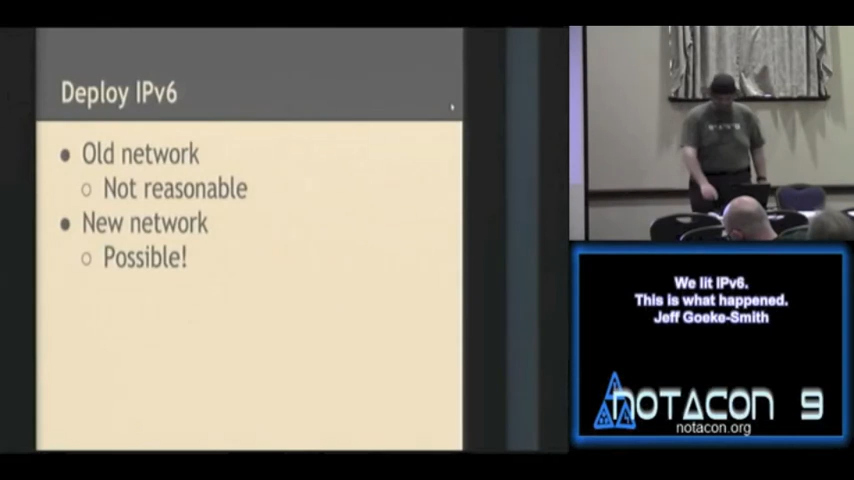 Deploy IPv6
● Old network
○ Not reasonable
● New network
○ Possible!
We lit IPv6.
This is what happened.
Jeff Goeke-Smith
NOTACON 9
notacon.org